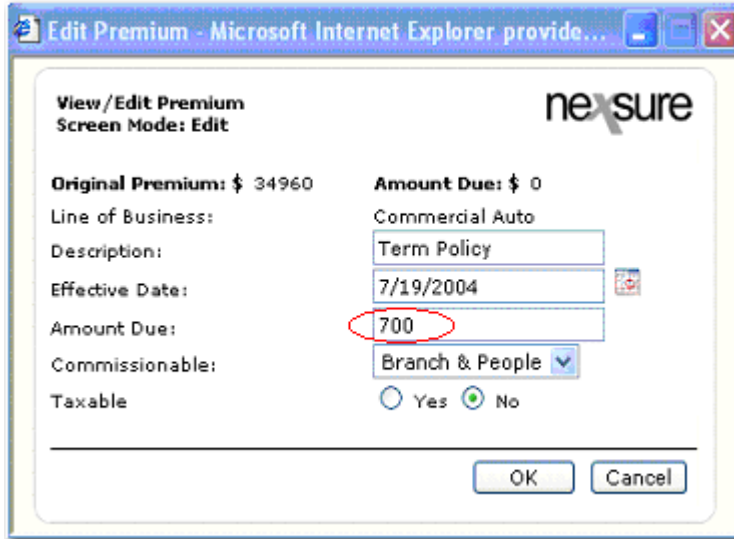 Edit Premium - Microsoft Internet Explorer provide...
View/Edit Premium
Screen Mode: Edit
nexsure
Original Premium: $ 34960 Amount Due: $ 0
Line of Business: Commercial Auto
Description: Term Policy
Effective Date: 7/19/2004
Amount Due: 700
Commissionable: Branch & People
Taxable Yes No
OK Cancel